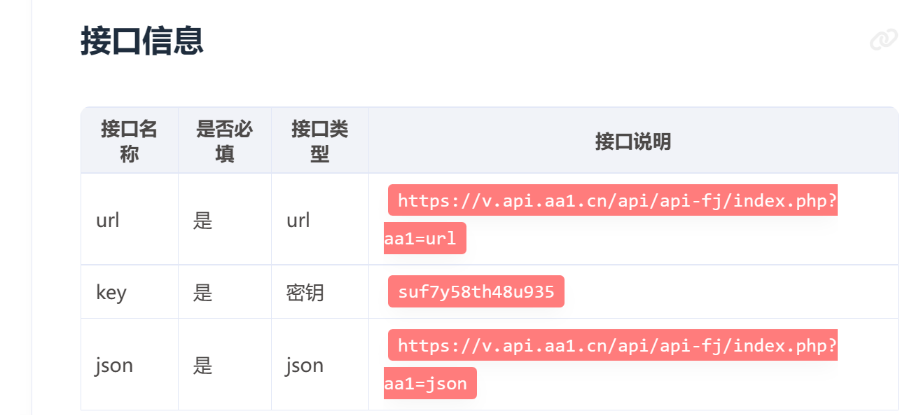 接口信息
接口名称 是否必填 接口类型 接口说明
url 是 url https://v.api.aa1.cn/api/api-fj/index.php?
aa1=url
key 是 密钥 suf7y58th48u935
json 是 json https://v.api.aa1.cn/api/api-fj/index.php?
aa1=json